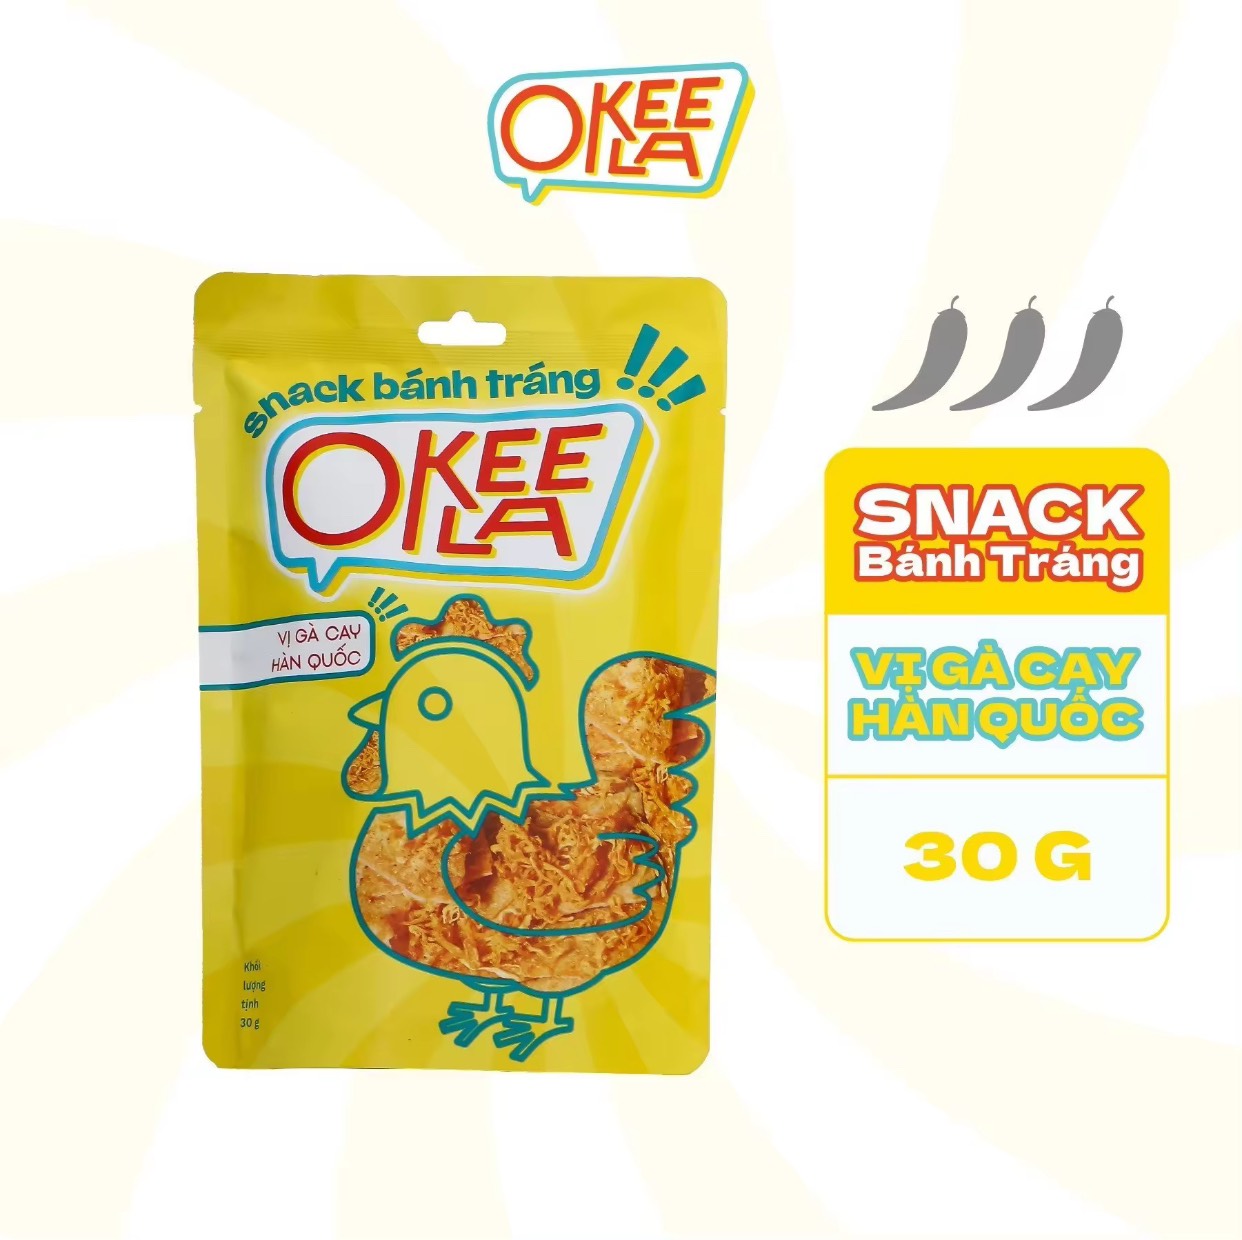 OKEE
LA
snack bánh tráng !!!
OKEE
LA
!!!
VỊ GÀ CAY
HÀN QUỐC
Khối
lượng
tịnh
30 g
SNACK
Bánh Tráng
VỊ GÀ CAY
HÀN QUỐC
30 G